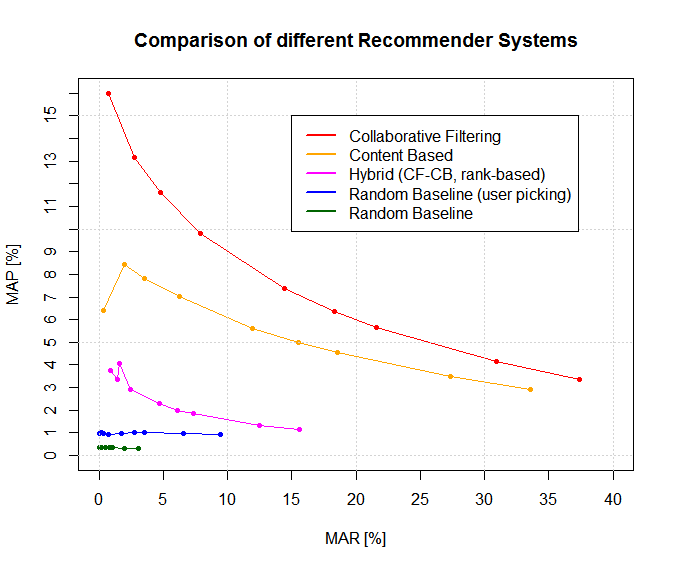 Comparison of different Recommender Systems
MAP [%]
15
13
11
9
8
7
6
5
4
3
2
1
0
Collaborative Filtering
Content Based
Hybrid (CF-CB, rank-based)
Random Baseline (user picking)
Random Baseline
0 5 10 15 20 25 30 35 40
MAR [%]